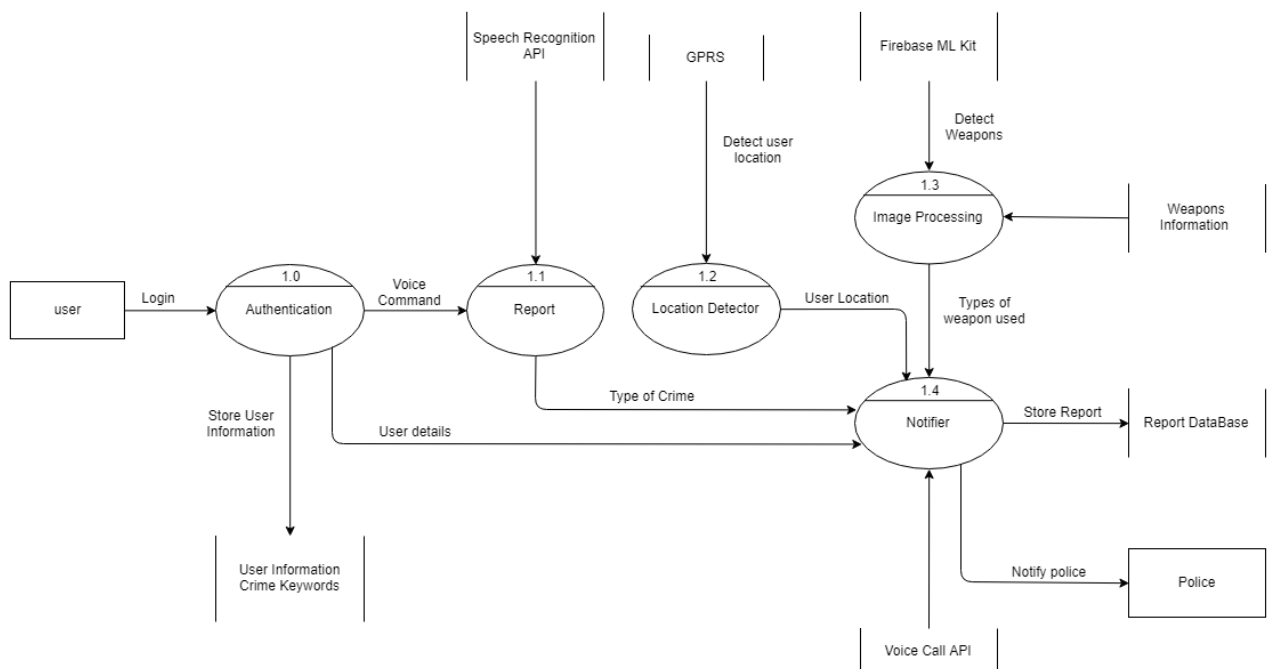 Speech Recognition
API
GPRS
Firebase ML Kit
Detect user
location
Detect
Weapons
1.3
Image Processing
Weapons
Information
user
Login
1.0
Authentication
Voice
Command
1.1
Report
1.2
Location Detector
User Location
Types of
weapon used
Store User
Information
User details
Type of Crime
1.4
Notifier
Store Report
Report DataBase
User Information
Crime Keywords
Notify police
Police
Voice Call API